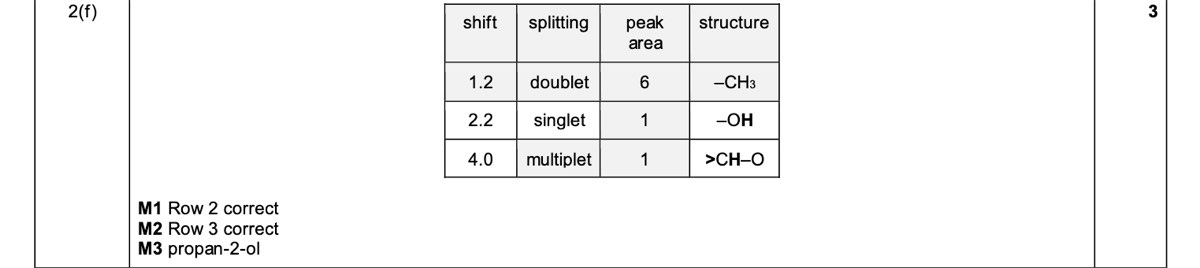 2(f) 3
shift splitting peak area structure
1.2 doublet 6 –CH₃
2.2 singlet 1 –OH
4.0 multiplet 1 >CH–O
M1 Row 2 correct
M2 Row 3 correct
M3 propan-2-ol